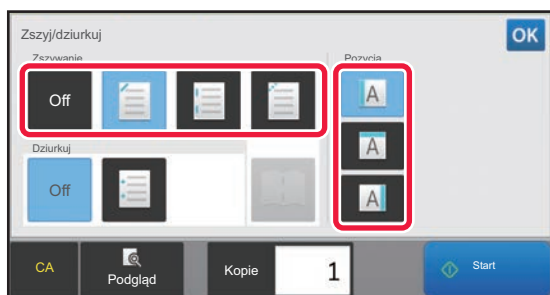 Zszyj/dziurkuj
OK
Zszywanie
Pozycja
Off
A
Dziurkuj
A
Off
A
CA
Podgląd
Kopie
1
Start